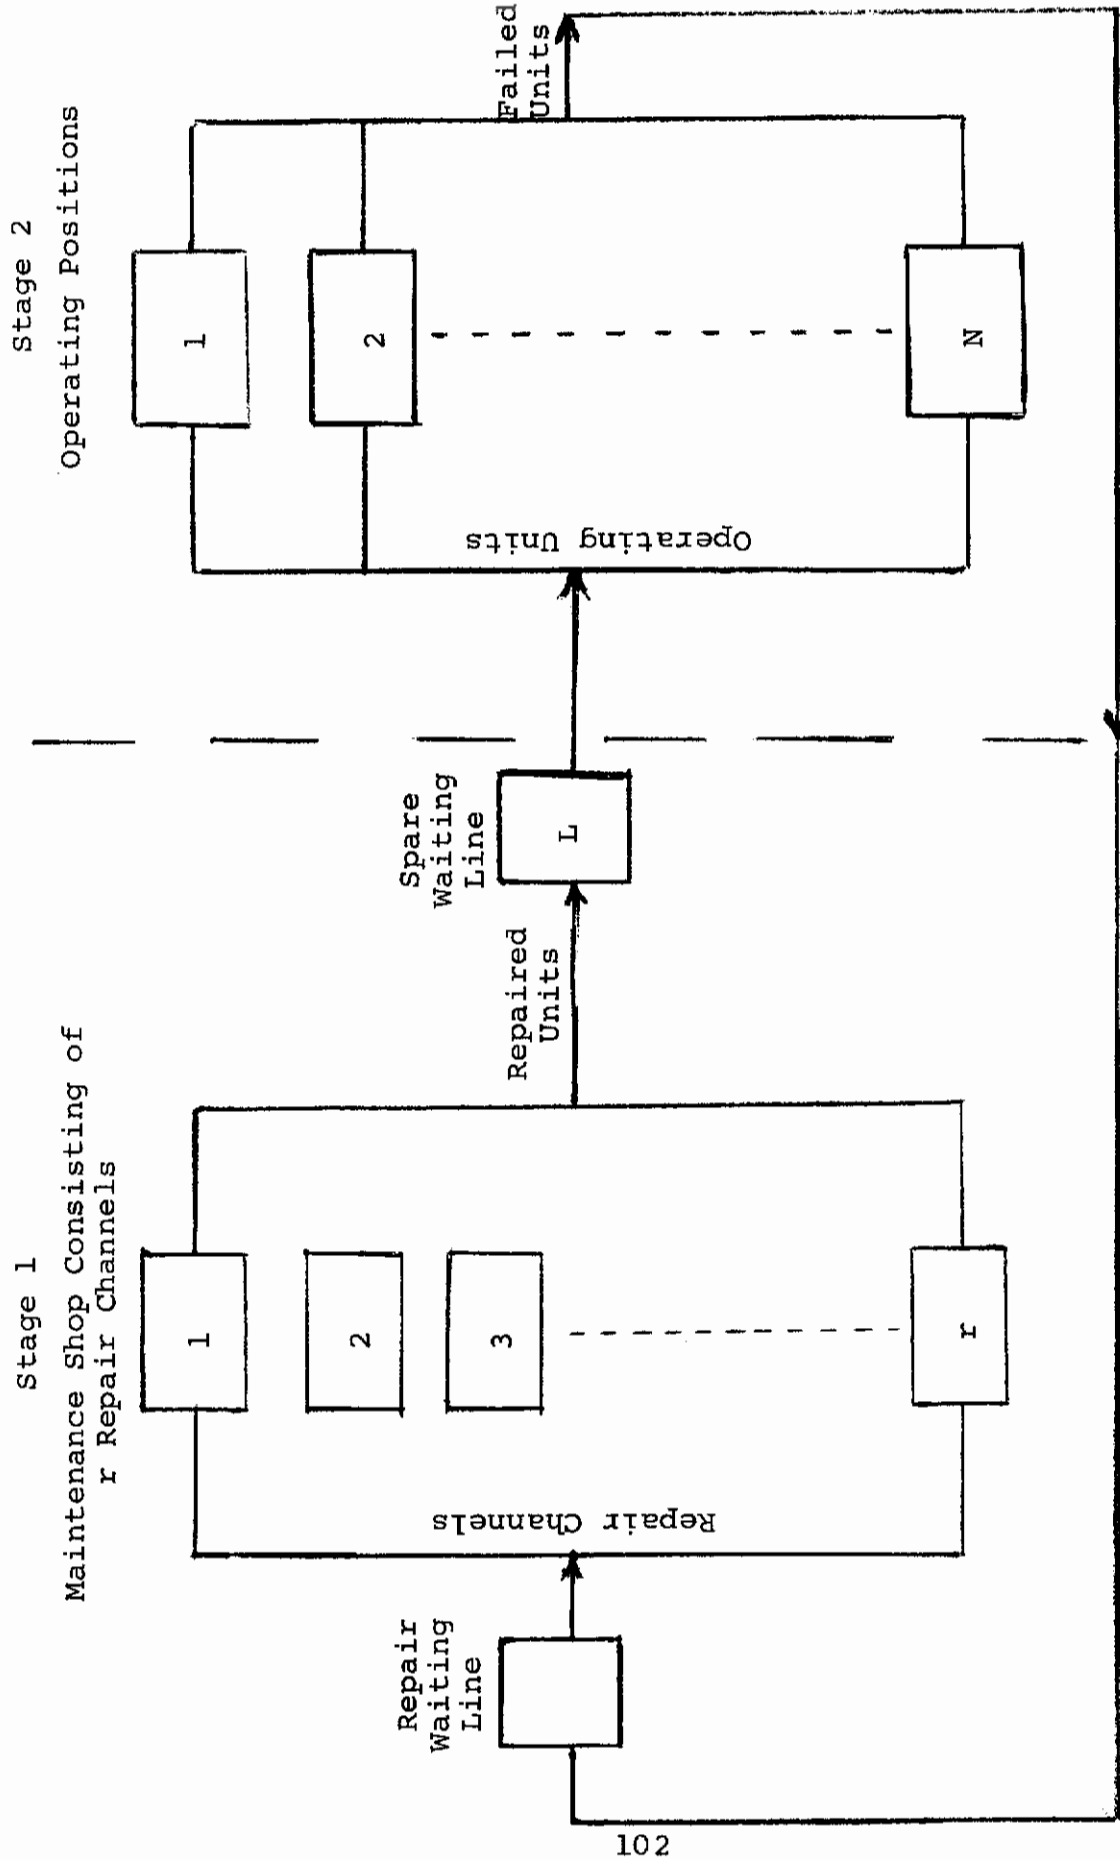 Stage 1
Maintenance Shop Consisting of
r Repair Channels
Repair
Waiting
Line
Repair Channels
1
2
3
r
Repaired
Units
Spare
Waiting
Line
L
Stage 2
Operating Positions
Operating Units
1
2
N
Failed
Units
102